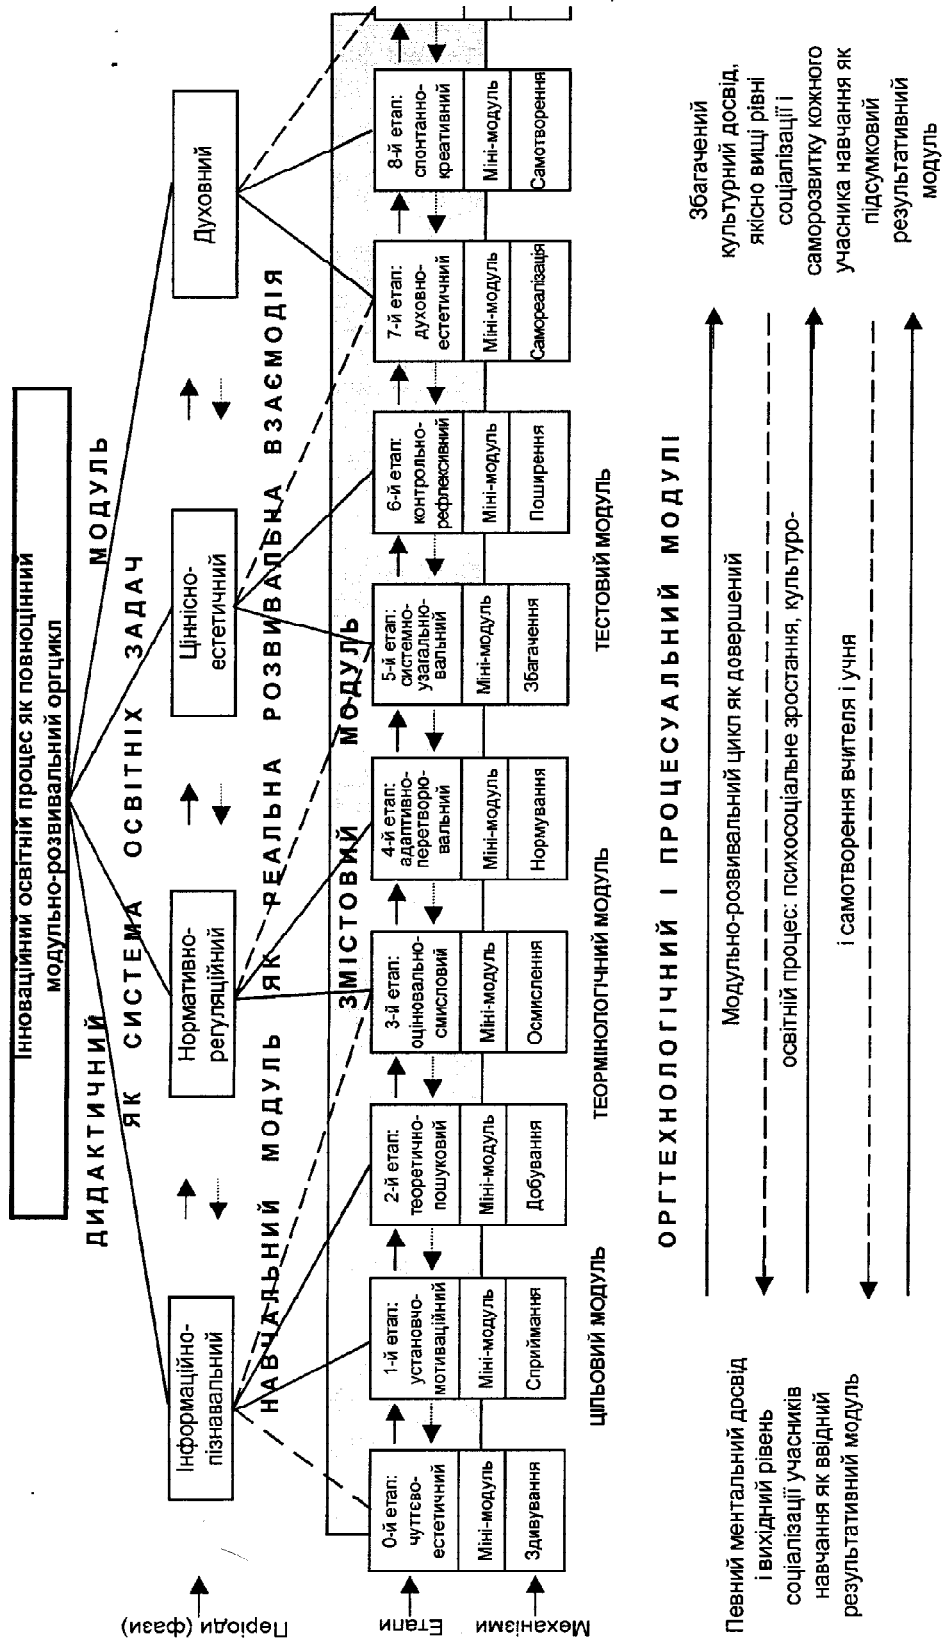 Інноваційний освітній процес як повноцінний
модульно-розвивальний оргцикл
ДИДАКТИЧНИЙ МОДУЛЬ
ЯК СИСТЕМА ОСВІТНІХ ЗАДАЧ
Періоди (фази)
Інформаційно-
пізнавальний
Нормативно-
регуляційний
Ціннісно-
естетичний
Духовний
НАВЧАЛЬНИЙ МОДУЛЬ ЯК РЕАЛЬНА РОЗВИВАЛЬНА ВЗАЄМОДІЯ
ЗМІСТОВИЙ МОДУЛЬ
Етапи
Механізми
0-й етап:
чуттєво-
естетичний
Міні-модуль
Здивування
1-й етап:
установчо-
мотиваційний
Міні-модуль
Сприймання
2-й етап:
теоретично-
пошуковий
Міні-модуль
Добування
3-й етап:
оцінювально-
смисловий
Міні-модуль
Осмислення
4-й етап:
адаптивно-
перетворю-
вальний
Міні-модуль
Нормування
5-й етап:
системно-
узагальню-
вальний
Міні-модуль
Збагачення
6-й етап:
контрольно-
рефлексивний
Міні-модуль
Поширення
7-й етап:
духовно-
естетичний
Міні-модуль
Самореалізація
8-й етап:
спонтанно-
креативний
Міні-модуль
Самотворення
ЦІЛЬОВИЙ МОДУЛЬ
ТЕОРМІНОЛОГІЧНИЙ МОДУЛЬ
ТЕСТОВИЙ МОДУЛЬ
ОРГТЕХНОЛОГІЧНИЙ І ПРОЦЕСУАЛЬНИЙ МОДУЛІ
Певний ментальний досвід
і вихідний рівень
соціалізації учасників
навчання як ввідний
результативний модуль
Модульно-розвивальний цикл як довершений
освітній процес: психосоціальне зростання, культуро-
і самотворення вчителя і учня
Збагачений
культурний досвід,
якісно вищі рівні
соціалізації і
саморозвитку кожного
учасника навчання як
підсумковий
результативний
модуль